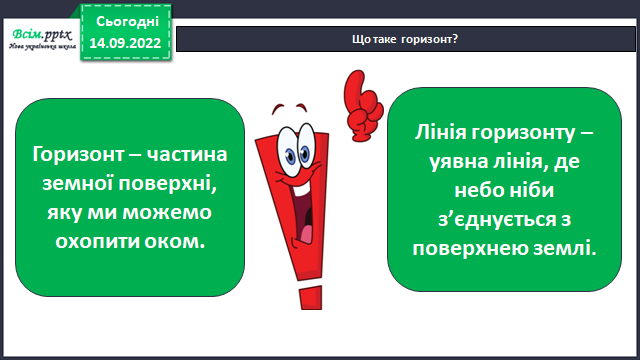 Всім.pptx
Нова українська школа
Сьогодні
14.09.2022
Що таке горизонт?
Горизонт – частина
земної поверхні,
яку ми можемо
охопити оком.
Лінія горизонту –
уявна лінія, де
небо ніби
з’єднується з
поверхнею землі.